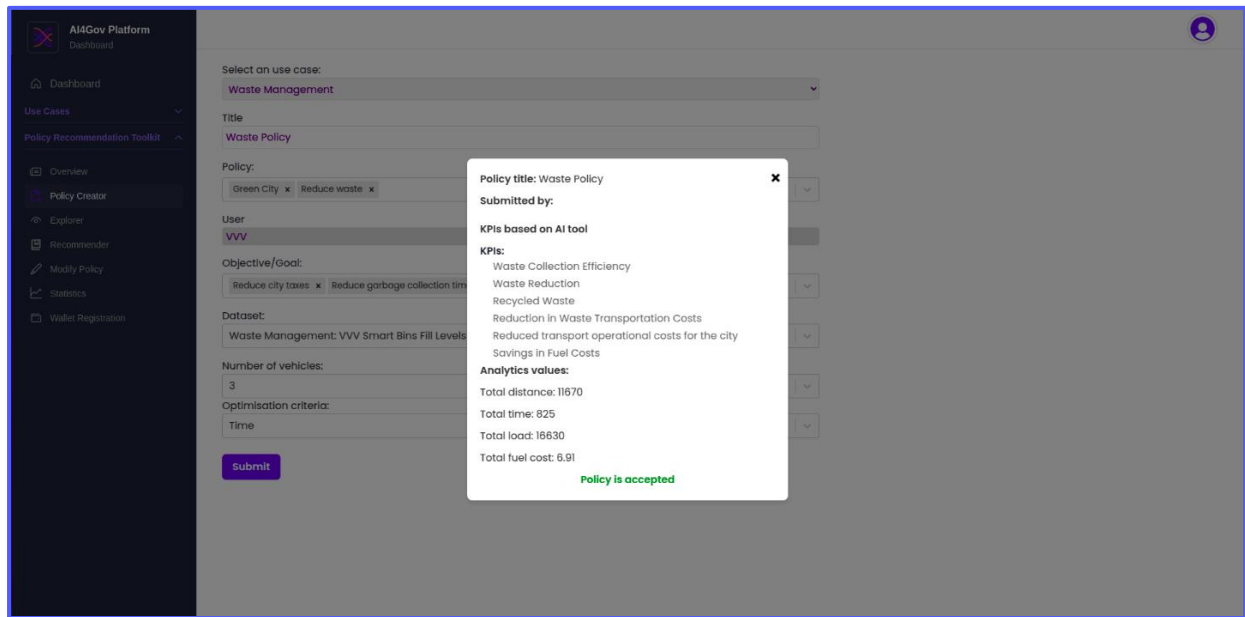 AI4Gov Platform
Dashboard
Dashboard
Use Cases
Policy Recommendation Toolkit
Overview
Policy Creator
Explorer
Recommender
Modify Policy
Statistics
Wallet Registration
Select an use case:
Waste Management
Title
Waste Policy
Policy:
Green City × Reduce waste ×
User
VVV
Objective/Goal:
Reduce city taxes × Reduce garbage collection tim
Dataset:
Waste Management: VVV Smart Bins Fill Levels
Number of vehicles:
3
Optimisation criteria:
Time
Submit
Policy title: Waste Policy
Submitted by:
KPIs based on AI tool
KPIs:
Waste Collection Efficiency
Waste Reduction
Recycled Waste
Reduction in Waste Transportation Costs
Reduced transport operational costs for the city
Savings in Fuel Costs
Analytics values:
Total distance: 11670
Total time: 825
Total load: 16630
Total fuel cost: 6.91
Policy is accepted